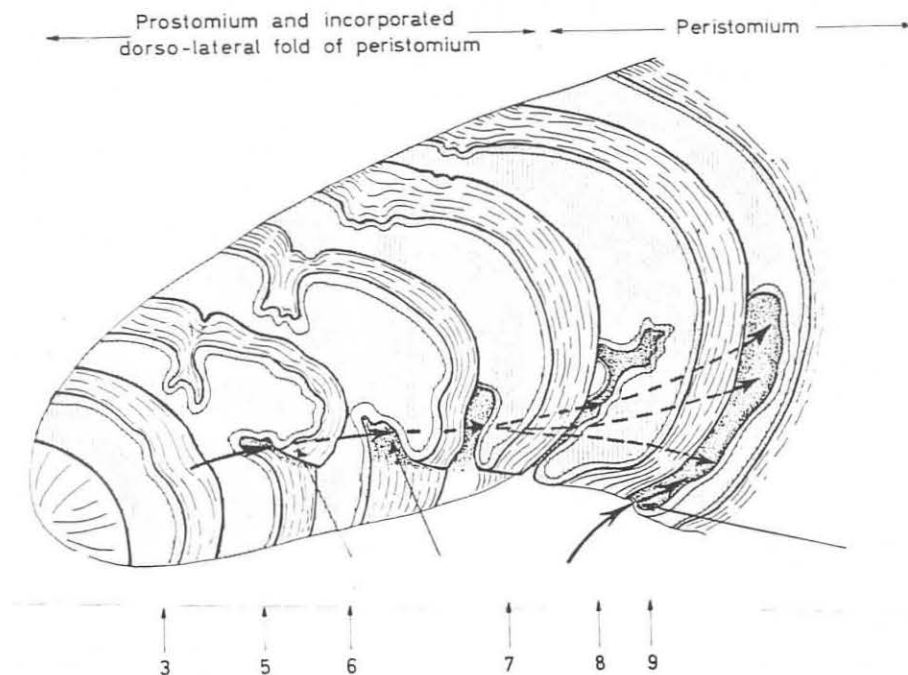 Prostomium and incorporated
dorso-lateral fold of peristomium
Peristomium
3 5 6 7 8 9